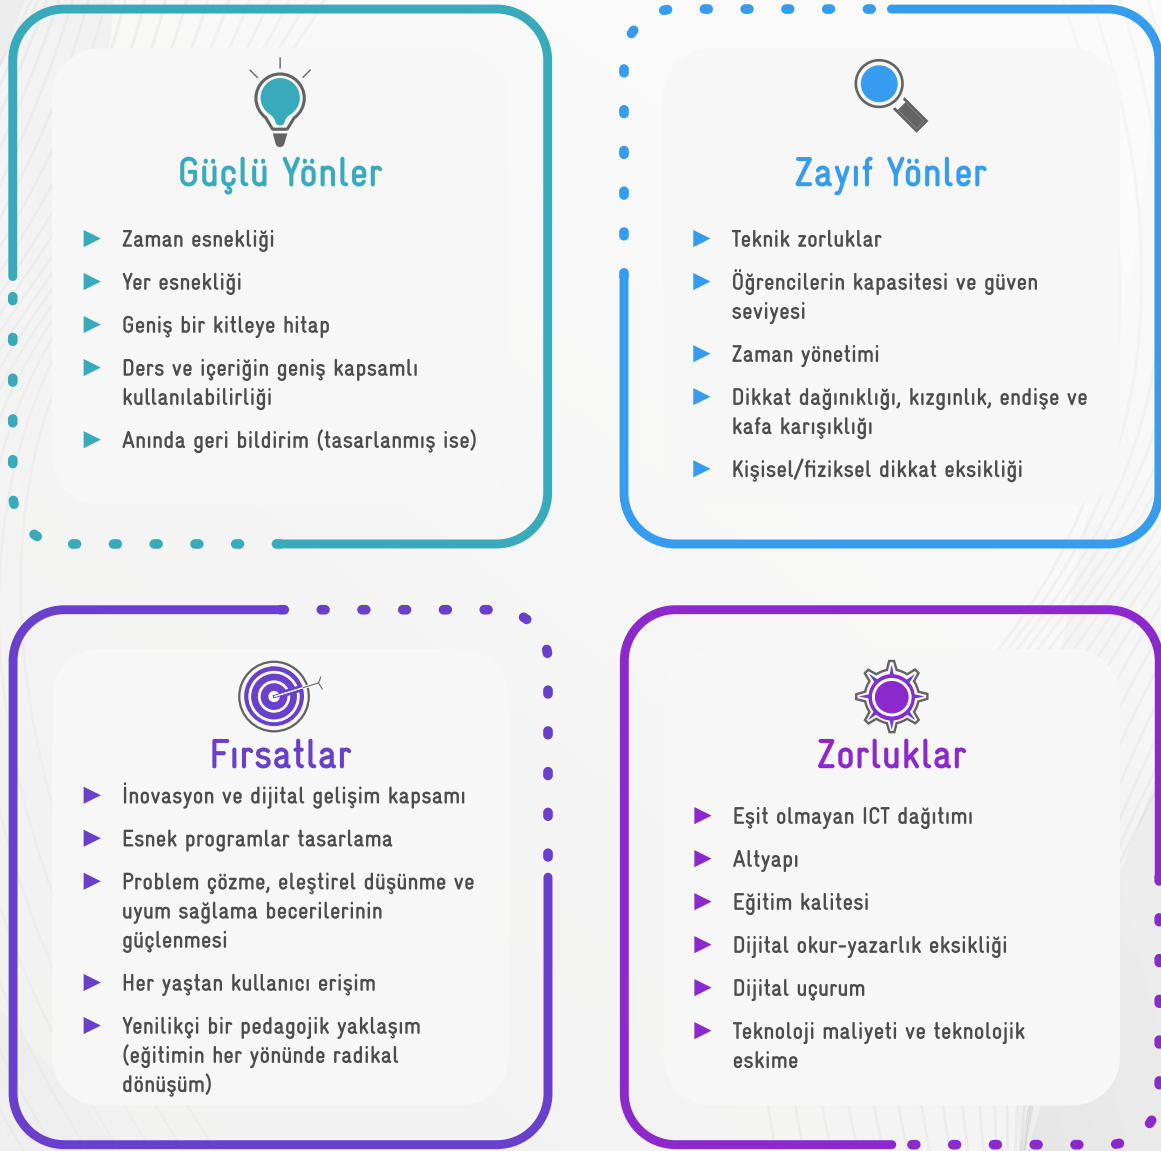 Güçlü Yönler
Zaman esnekliği
Yer esnekliği
Geniş bir kitleye hitap
Ders ve içeriğin geniş kapsamlı
kullanılabilirliği
Anında geri bildirim (tasarlanmış ise)
Zayıf Yönler
Teknik zorluklar
Öğrencilerin kapasitesi ve güven
seviyesi
Zaman yönetimi
Dikkat dağınıklığı, kızgınlık, endişe ve
kafa karışıklığı
Kişisel/fiziksel dikkat eksikliği
Fırsatlar
İnovasyon ve dijital gelişim kapsamı
Esnek programlar tasarlama
Problem çözme, eleştirel düşünme ve
uyum sağlama becerilerinin
güçlenmesi
Her yaştan kullanıcı erişim
Yenilikçi bir pedagojik yaklaşım
(eğitimin her yönünde radikal
dönüşüm)
Zorluklar
Eşit olmayan ICT dağıtımı
Altyapı
Eğitim kalitesi
Dijital okur-yazarlık eksikliği
Dijital uçurum
Teknoloji maliyeti ve teknolojik
eskime